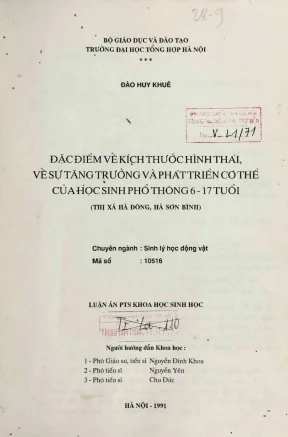 28-9
BỘ GIÁO DỤC VÀ ĐÀO TẠO
TRƯỜNG ĐẠI HỌC TỔNG HỢP HÀ NỘI
***
ĐÀO HUY KHUÊ
V-L1/71
ĐẶC ĐIỂM VỀ KÍCH THƯỚC HÌNH THÁI,
VỀ SỰ TĂNG TRƯỞNG VÀ PHÁT TRIỂN CƠ THỂ
CỦA HỌC SINH PHỔ THÔNG 6 - 17 TUỔI
(THỊ XÃ HÀ ĐÔNG, HÀ SƠN BÌNH)
Chuyên ngành : Sinh lý học động vật
Mã số : 10516
LUẬN ÁN PTS KHOA HỌC SINH HỌC
Người hướng dẫn Khoa học :
1 - Phó Giáo sư, tiến sĩ Nguyễn Đình Khoa
2 - Phó tiến sĩ Nguyễn Yên
3 - Phó tiến sĩ Chu Đức
HÀ NỘI - 1991